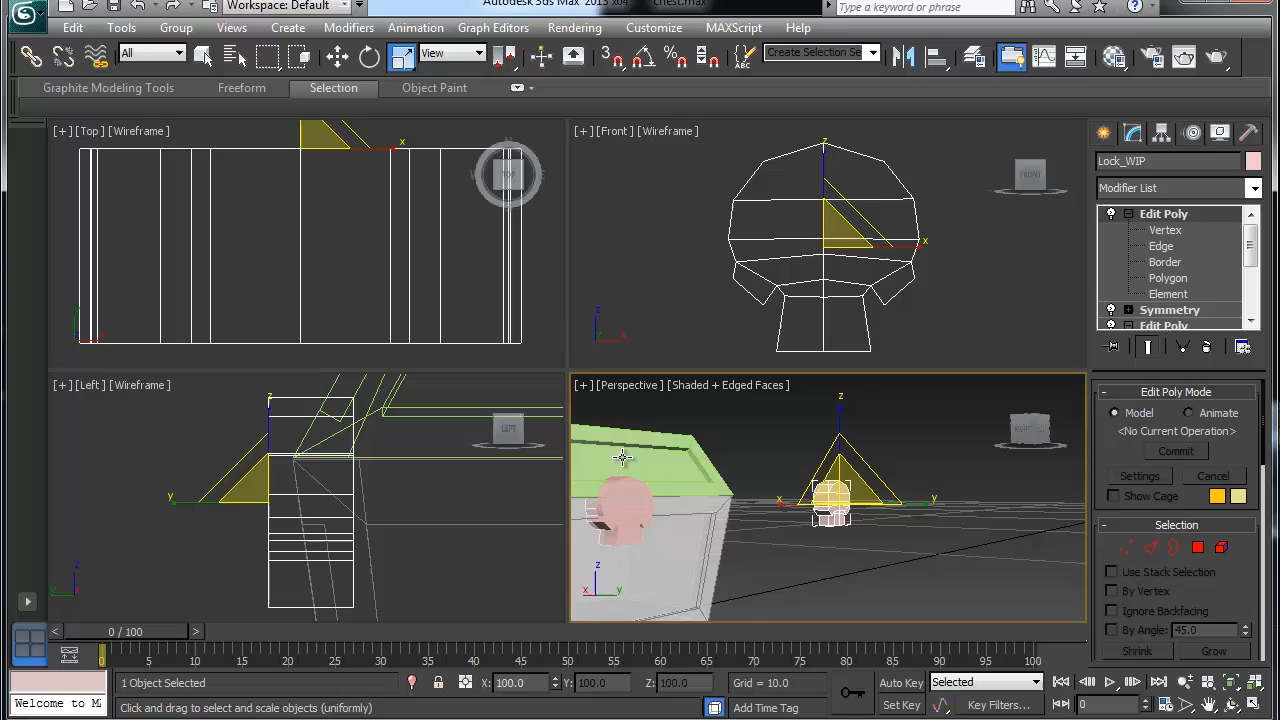 Workspace: Default
Autodesk 3ds Max 2013 x64 chest.max
Type a keyword or phrase
Edit Tools Group Views Create Modifiers Animation Graph Editors Rendering Customize MAXScript Help
All View Create Selection Se
Graphite Modeling Tools Freeform Selection Object Paint
[+] [Top] [Wireframe]
[+] [Front] [Wireframe]
x
TOP
z
x
FRONT
z
y
x
z
y
x
Lock_WIP
Modifier List
Edit Poly
Vertex
Edge
Border
Polygon
Element
Symmetry
Edit Poly
[+] [Left] [Wireframe]
[+] [Perspective] [Shaded + Edged Faces]
z
y
LEFT
z
y
z
x
y
z
x
y
Edit Poly Mode
Model Animate
<No Current Operation>
Commit
Settings Cancel
Show Cage
Selection
Use Stack Selection
By Vertex
Ignore Backfacing
By Angle: 45.0
Shrink Grow
< 0 / 100 >
0 5 10 15 20 25 30 35 40 45 50 55 60 65 70 75 80 85 90 95 100
1 Object Selected X: 100.0 Y: 100.0 Z: 100.0 Grid = 10.0 Auto Key Selected
Welcome to M
Click and drag to select and scale objects (uniformly) Add Time Tag Set Key Key Filters... 0